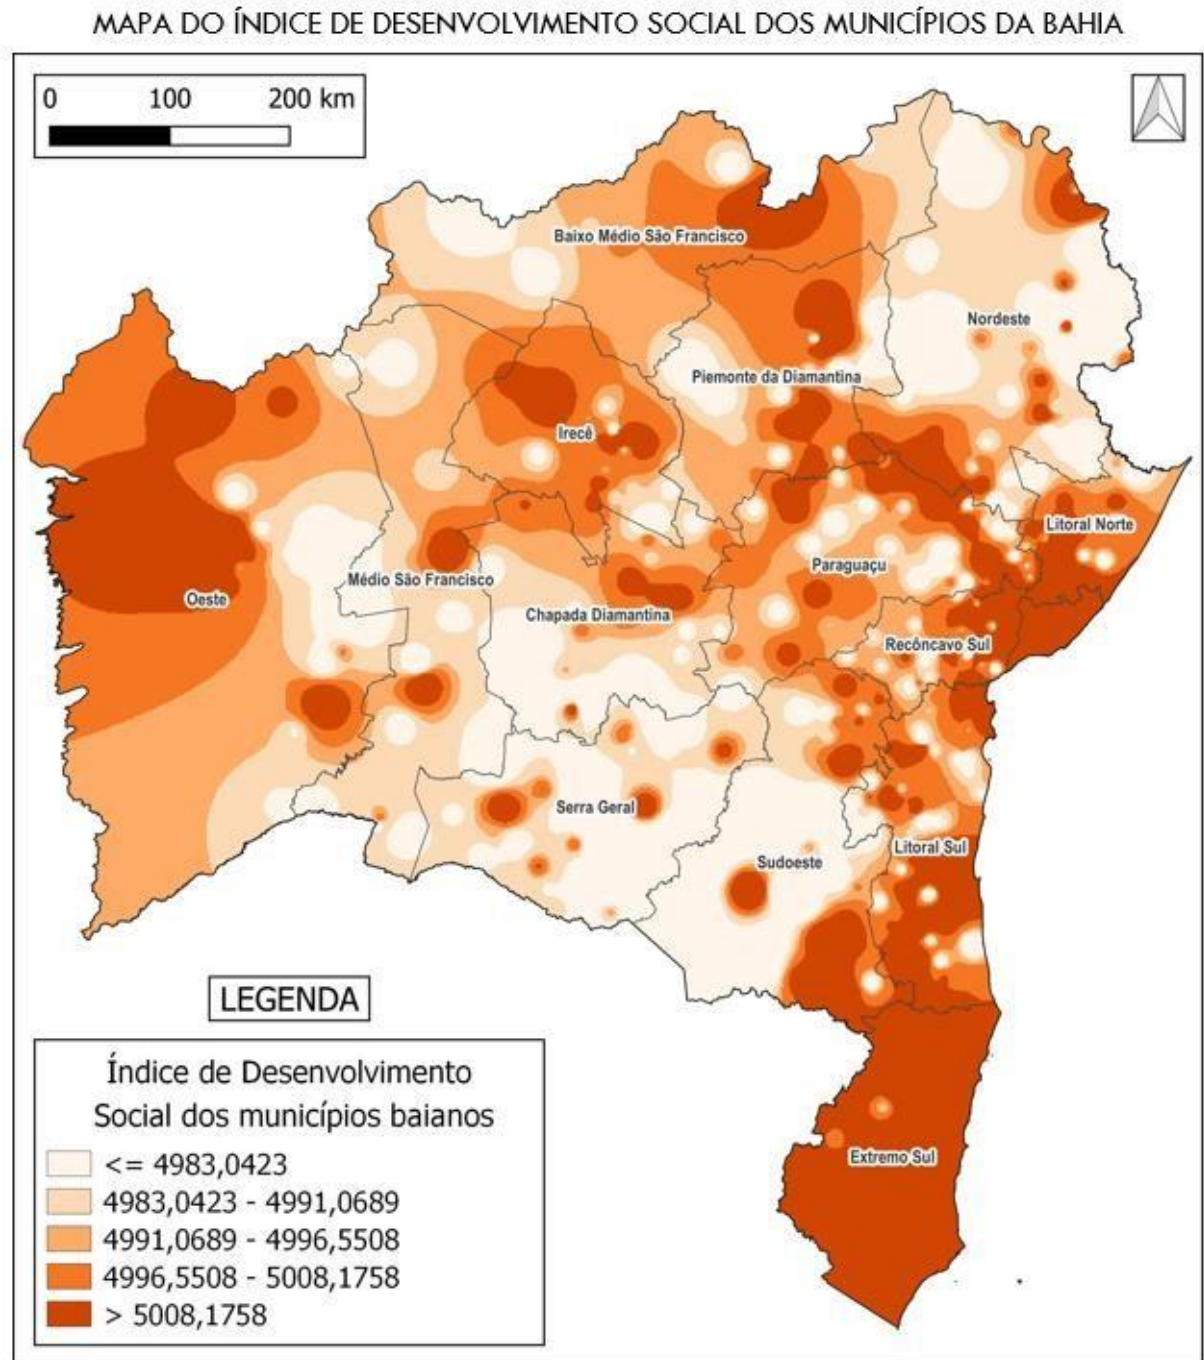 MAPA DO ÍNDICE DE DESENVOLVIMENTO SOCIAL DOS MUNICÍPIOS DA BAHIA
0 100 200 km
Baixo Médio São Francisco
Nordeste
Piemonte da Diamantina
Irecê
Litoral Norte
Paraguaçu
Médio São Francisco
Oeste
Chapada Diamantina
Recôncavo Sul
Serra Geral
Litoral Sul
Sudoeste
Extremo Sul
LEGENDA
Índice de Desenvolvimento
Social dos municípios baianos
<= 4983,0423
4983,0423 - 4991,0689
4991,0689 - 4996,5508
4996,5508 - 5008,1758
> 5008,1758